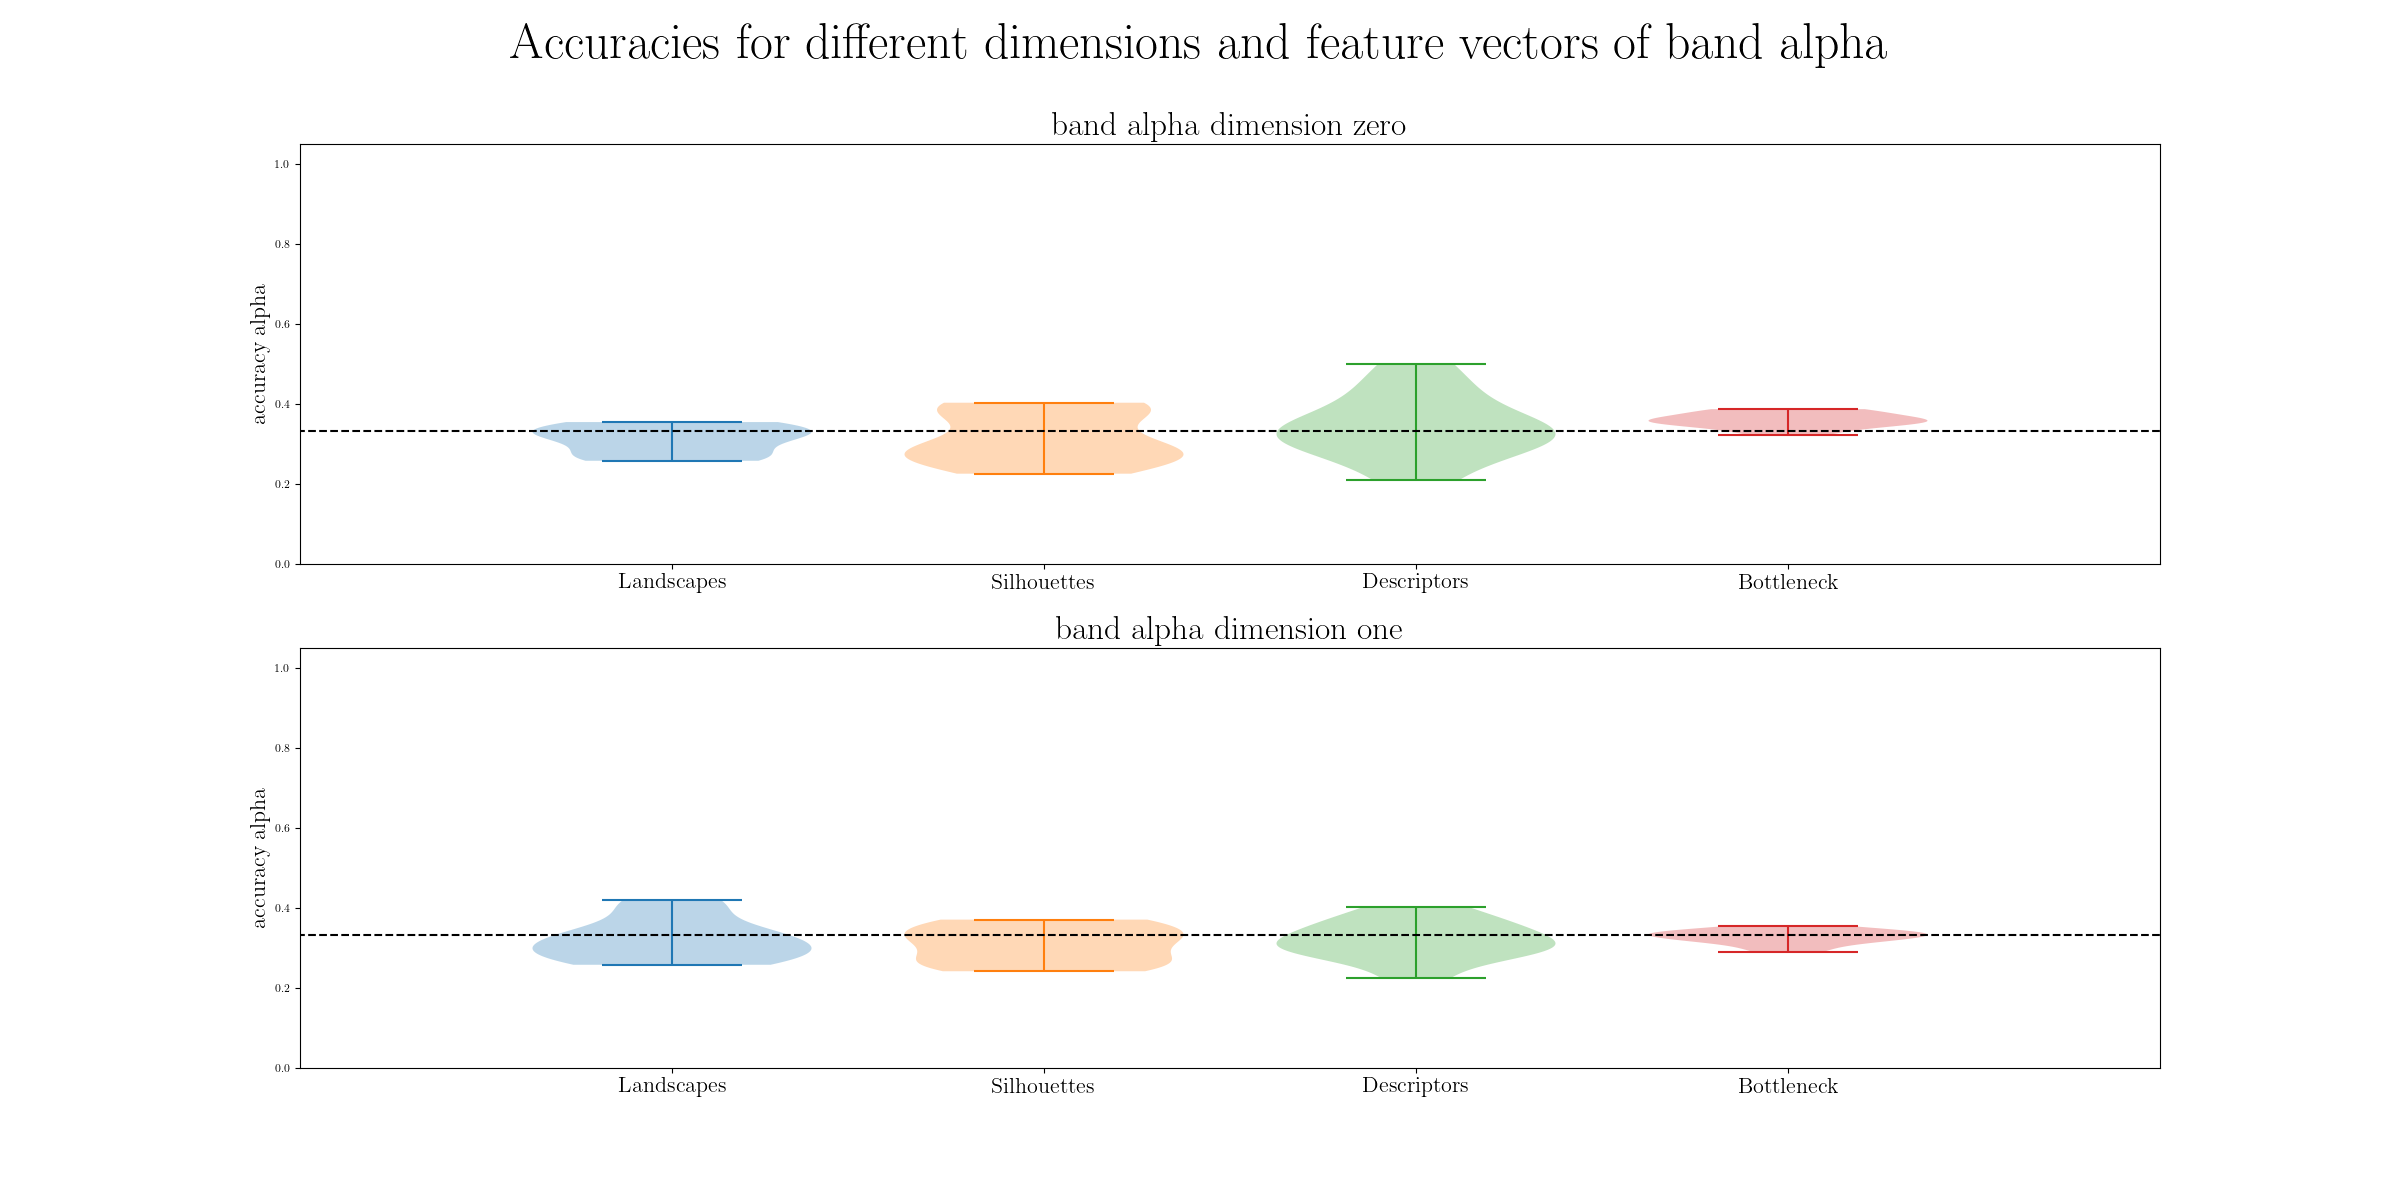 Accuracies for different dimensions and feature vectors of band alpha
band alpha dimension zero
accuracy alpha
1.0
0.8
0.6
0.4
0.2
0.0
Landscapes Silhouettes Descriptors Bottleneck
band alpha dimension one
accuracy alpha
1.0
0.8
0.6
0.4
0.2
0.0
Landscapes Silhouettes Descriptors Bottleneck